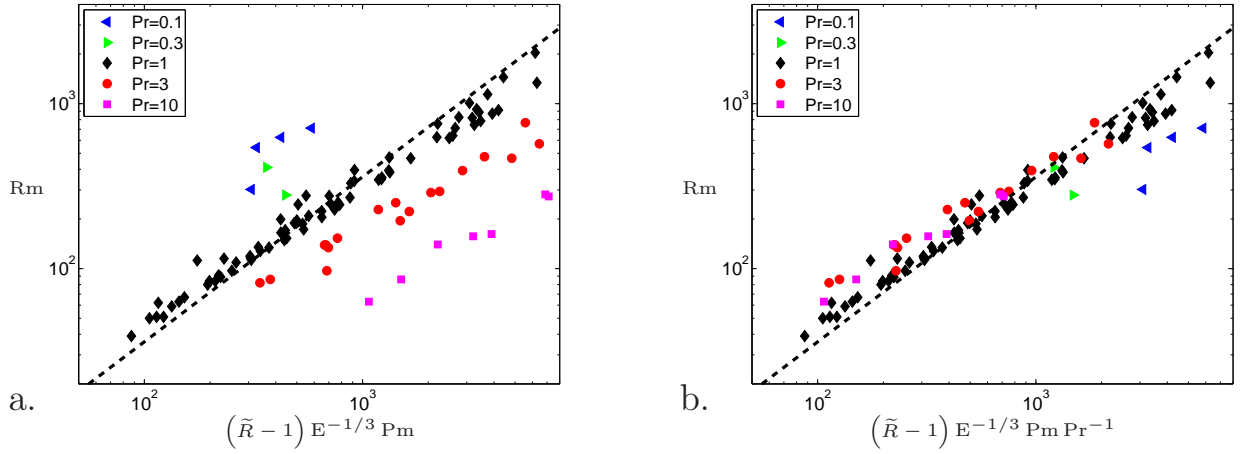 Pr=0.1
Pr=0.3
Pr=1
Pr=3
Pr=10
10^3
Rm
10^2
10^2
10^3
a.
(R̃ − 1) E^{−1/3} Pm
Pr=0.1
Pr=0.3
Pr=1
Pr=3
Pr=10
10^3
Rm
10^2
10^2
10^3
b.
(R̃ − 1) E^{−1/3} Pm Pr^{−1}